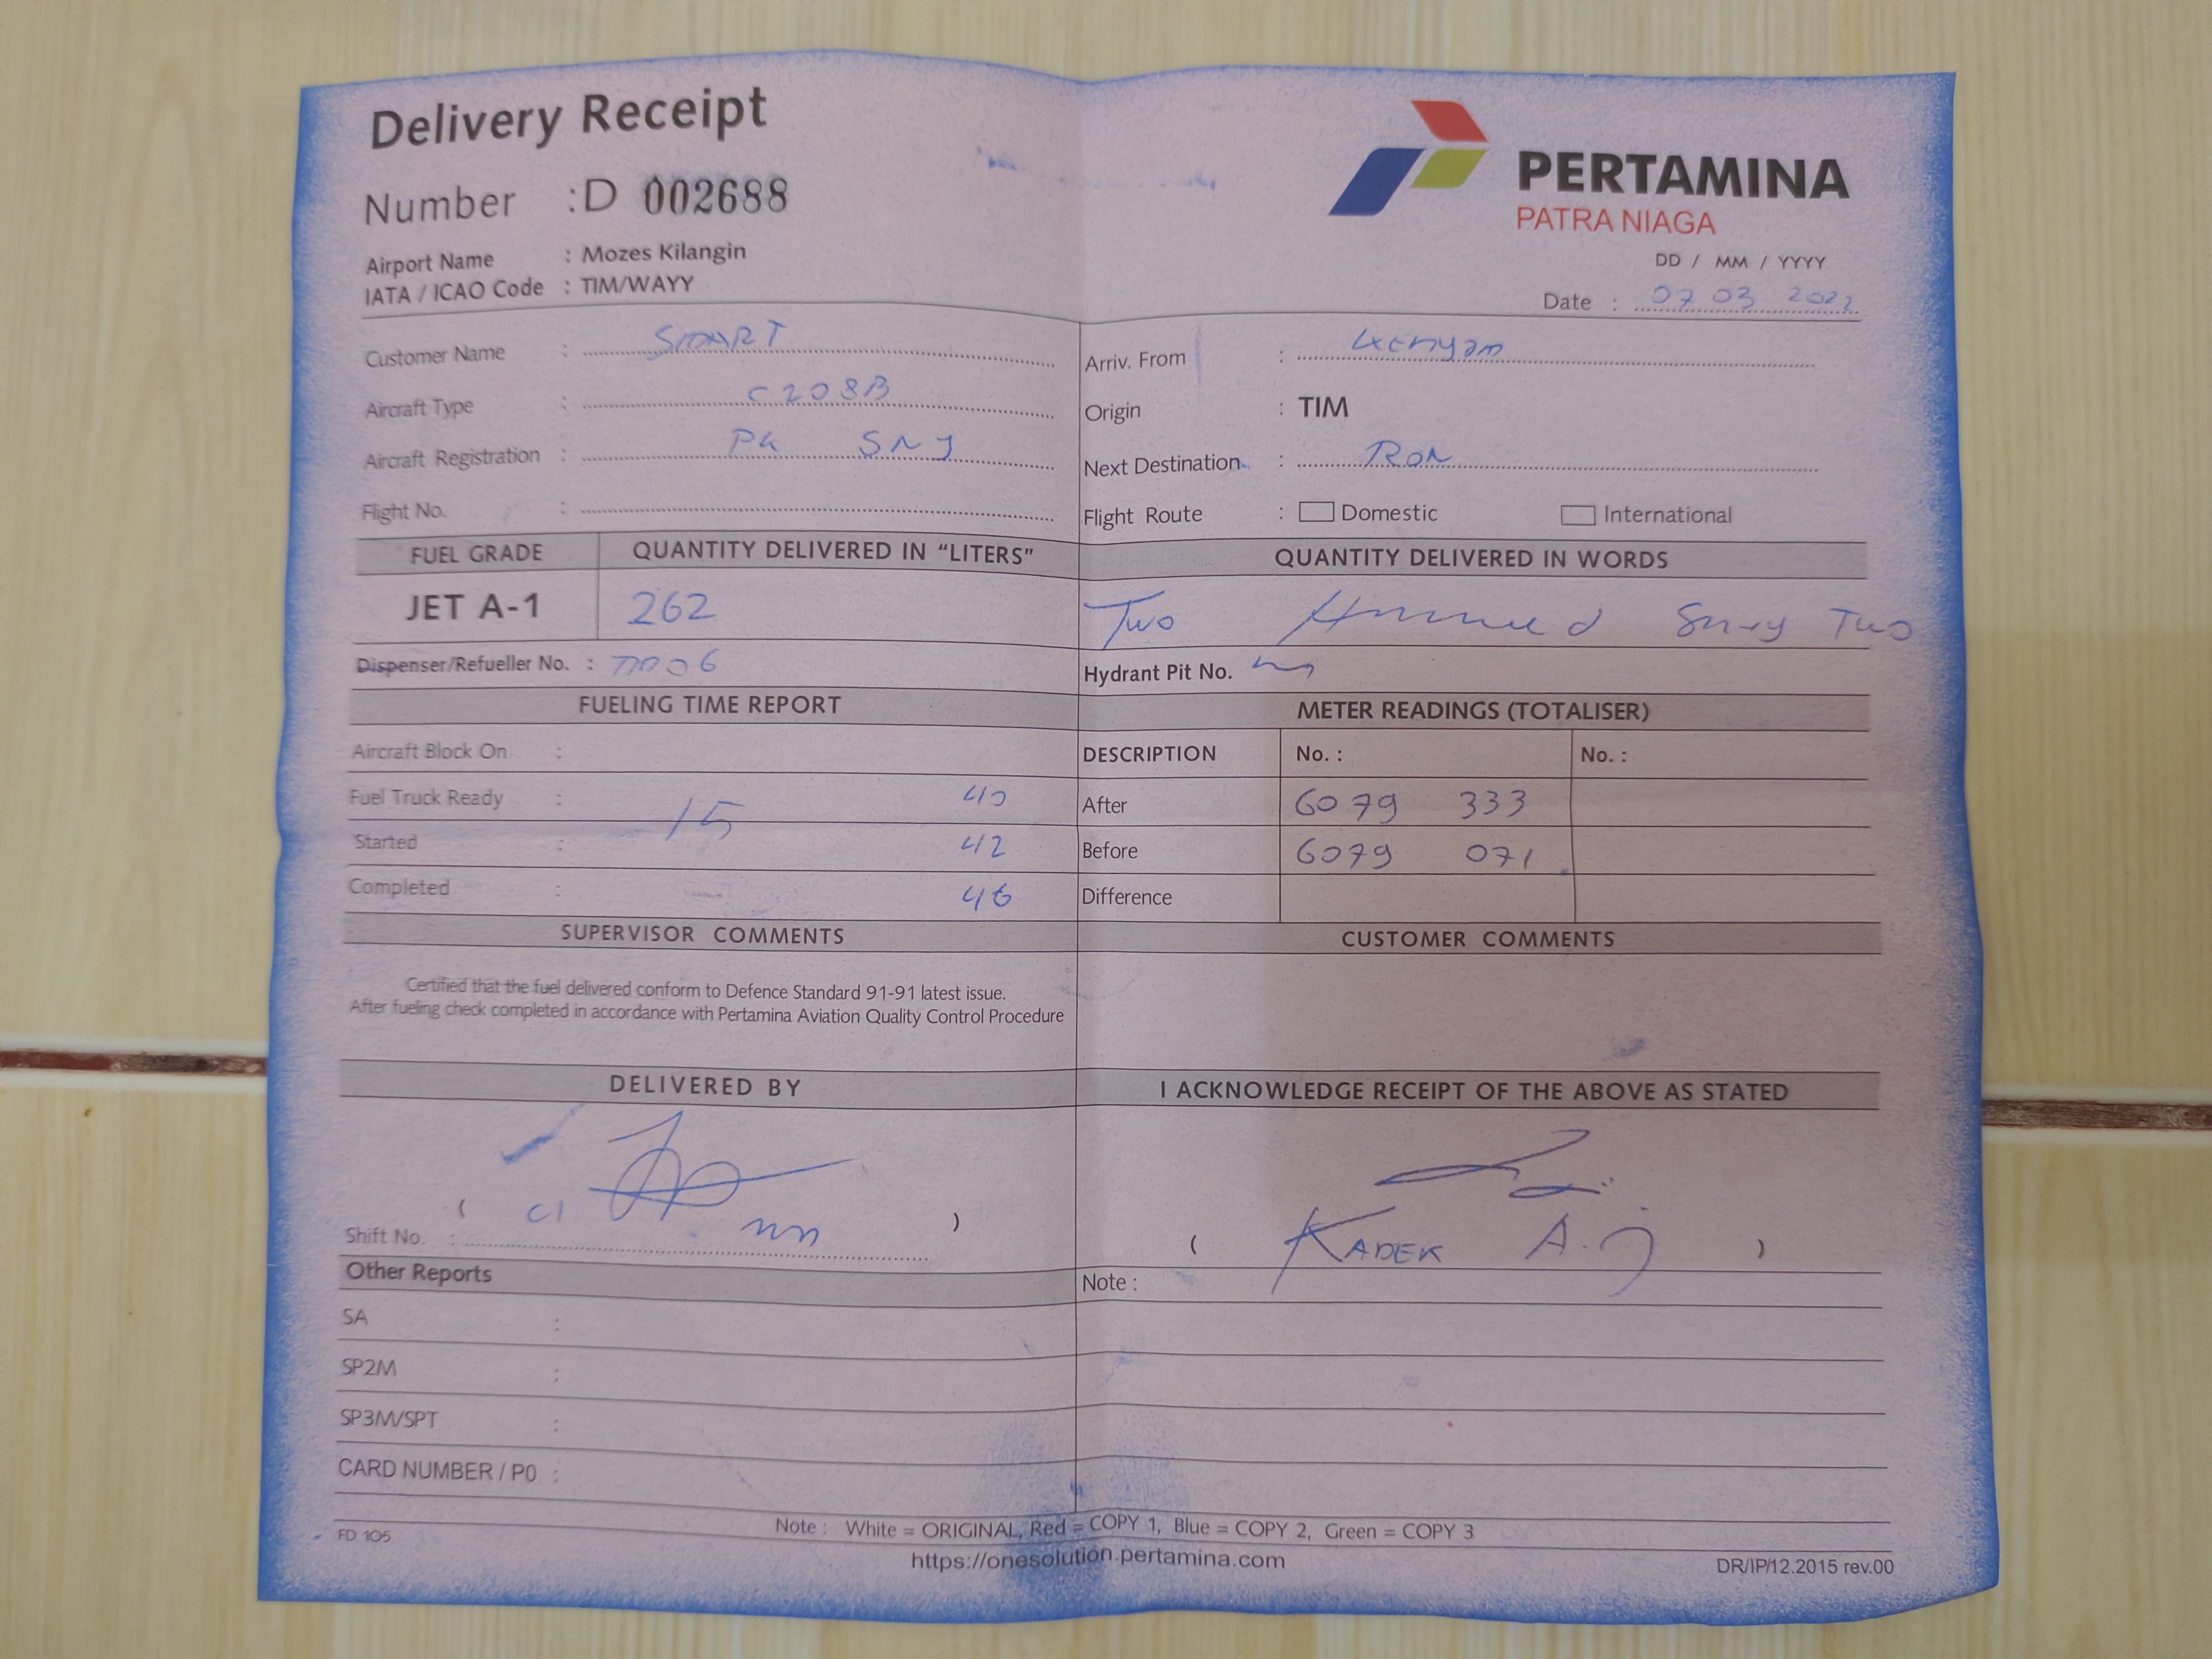 Delivery Receipt
Number : D 002688
PERTAMINA
PATRA NIAGA
Airport Name : Mozes Kilangin
IATA / ICAO Code : TIM/WAYY
DD / MM / YYYY
Date : 07 03 2022
Customer Name : SMART
Aircraft Type : C208B
Aircraft Registration : PK SNJ
Flight No. :
Arriv. From : Kenyam
Origin : TIM
Next Destination : RON
Flight Route : Domestic International
FUEL GRADE QUANTITY DELIVERED IN "LITERS" QUANTITY DELIVERED IN WORDS
JET A-1 262 Two Hundred Sixty Two
Dispenser/Refueller No. : Hydrant Pit No.
FUELING TIME REPORT
Aircraft Block On :
Fuel Truck Ready : 15 40
Started : 42
Completed : 46
METER READINGS (TOTALISER)
DESCRIPTION No. : No. :
After 6079 333
Before 6079 071
Difference
SUPERVISOR COMMENTS
Certified that the fuel delivered conform to Defence Standard 91-91 latest issue.
After fueling check completed in accordance with Pertamina Aviation Quality Control Procedure
CUSTOMER COMMENTS
DELIVERED BY
( )
Shift No. :
I ACKNOWLEDGE RECEIPT OF THE ABOVE AS STATED
( KADEK A. J )
Other Reports
SA :
SP2M :
SP3M/SPT :
CARD NUMBER / P0 :
Note :
Note : White = ORIGINAL, Red = COPY 1, Blue = COPY 2, Green = COPY 3
FD 105
https://onesolution.pertamina.com
DR/IP/12.2015 rev.00